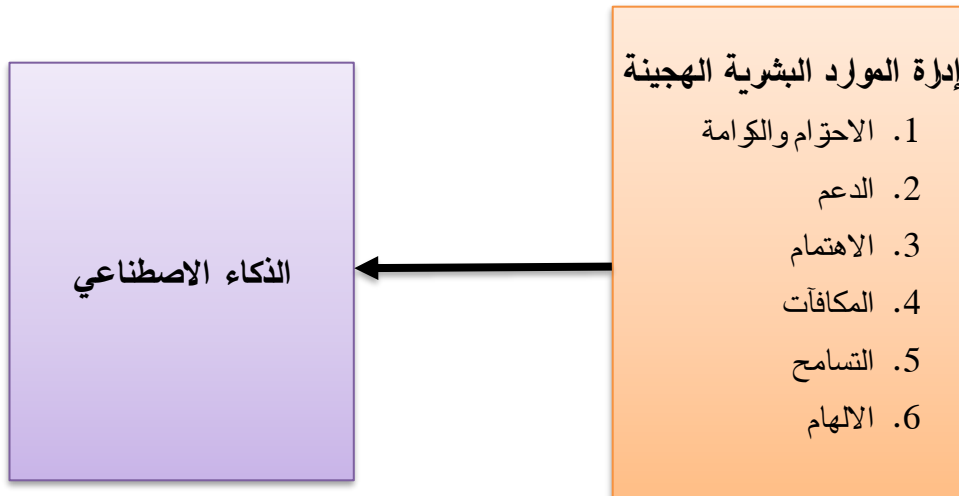 إدارة الموارد البشرية الهجينة
1. الاحترام والكرامة
2. الدعم
3. الاهتمام
4. المكافآت
5. التسامح
6. الالهام
الذكاء الاصطناعي